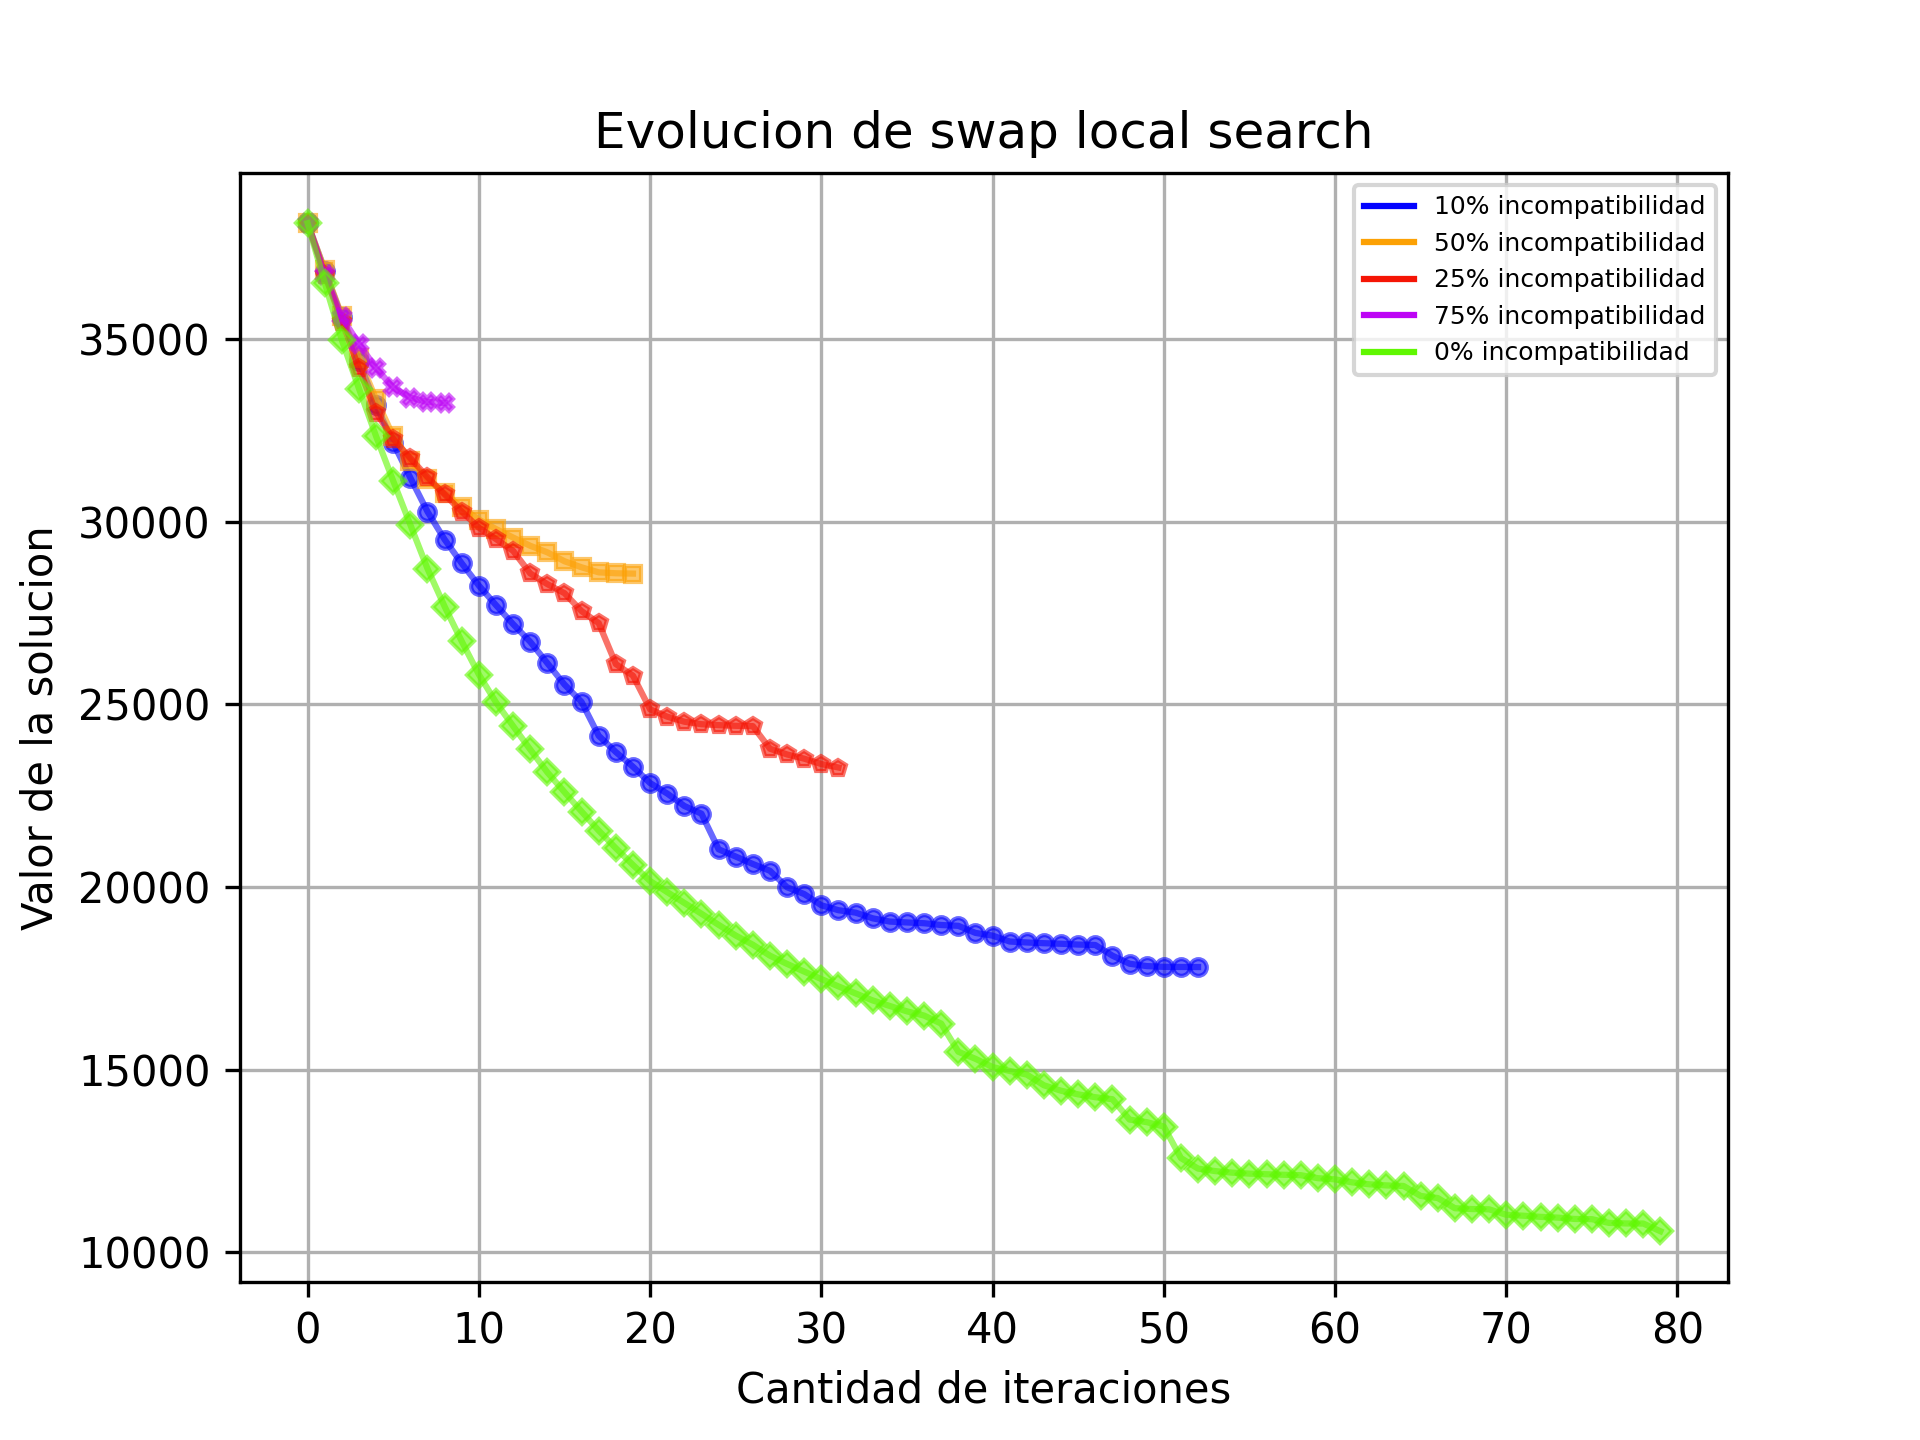 Evolucion de swap local search
10% incompatibilidad
50% incompatibilidad
25% incompatibilidad
75% incompatibilidad
0% incompatibilidad
Valor de la solucion
35000
30000
25000
20000
15000
10000
0 10 20 30 40 50 60 70 80
Cantidad de iteraciones